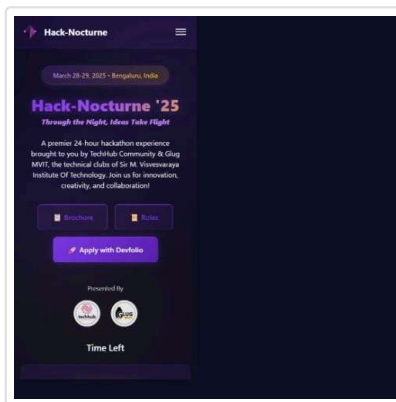 Hack-Nocturne
March 28-29, 2025 • Bengaluru, India
Hack-Nocturne '25
Through the Night, Ideas Take Flight
A premier 24-hour hackathon experience
brought to you by TechHub Community & Glug
MVIT, the technical clubs of Sir M. Visvesvaraya
Institute Of Technology. Join us for innovation,
creativity, and collaboration!
Brochure
Rules
Apply with Devfolio
Presented By
techhub
GLUG
Time Left